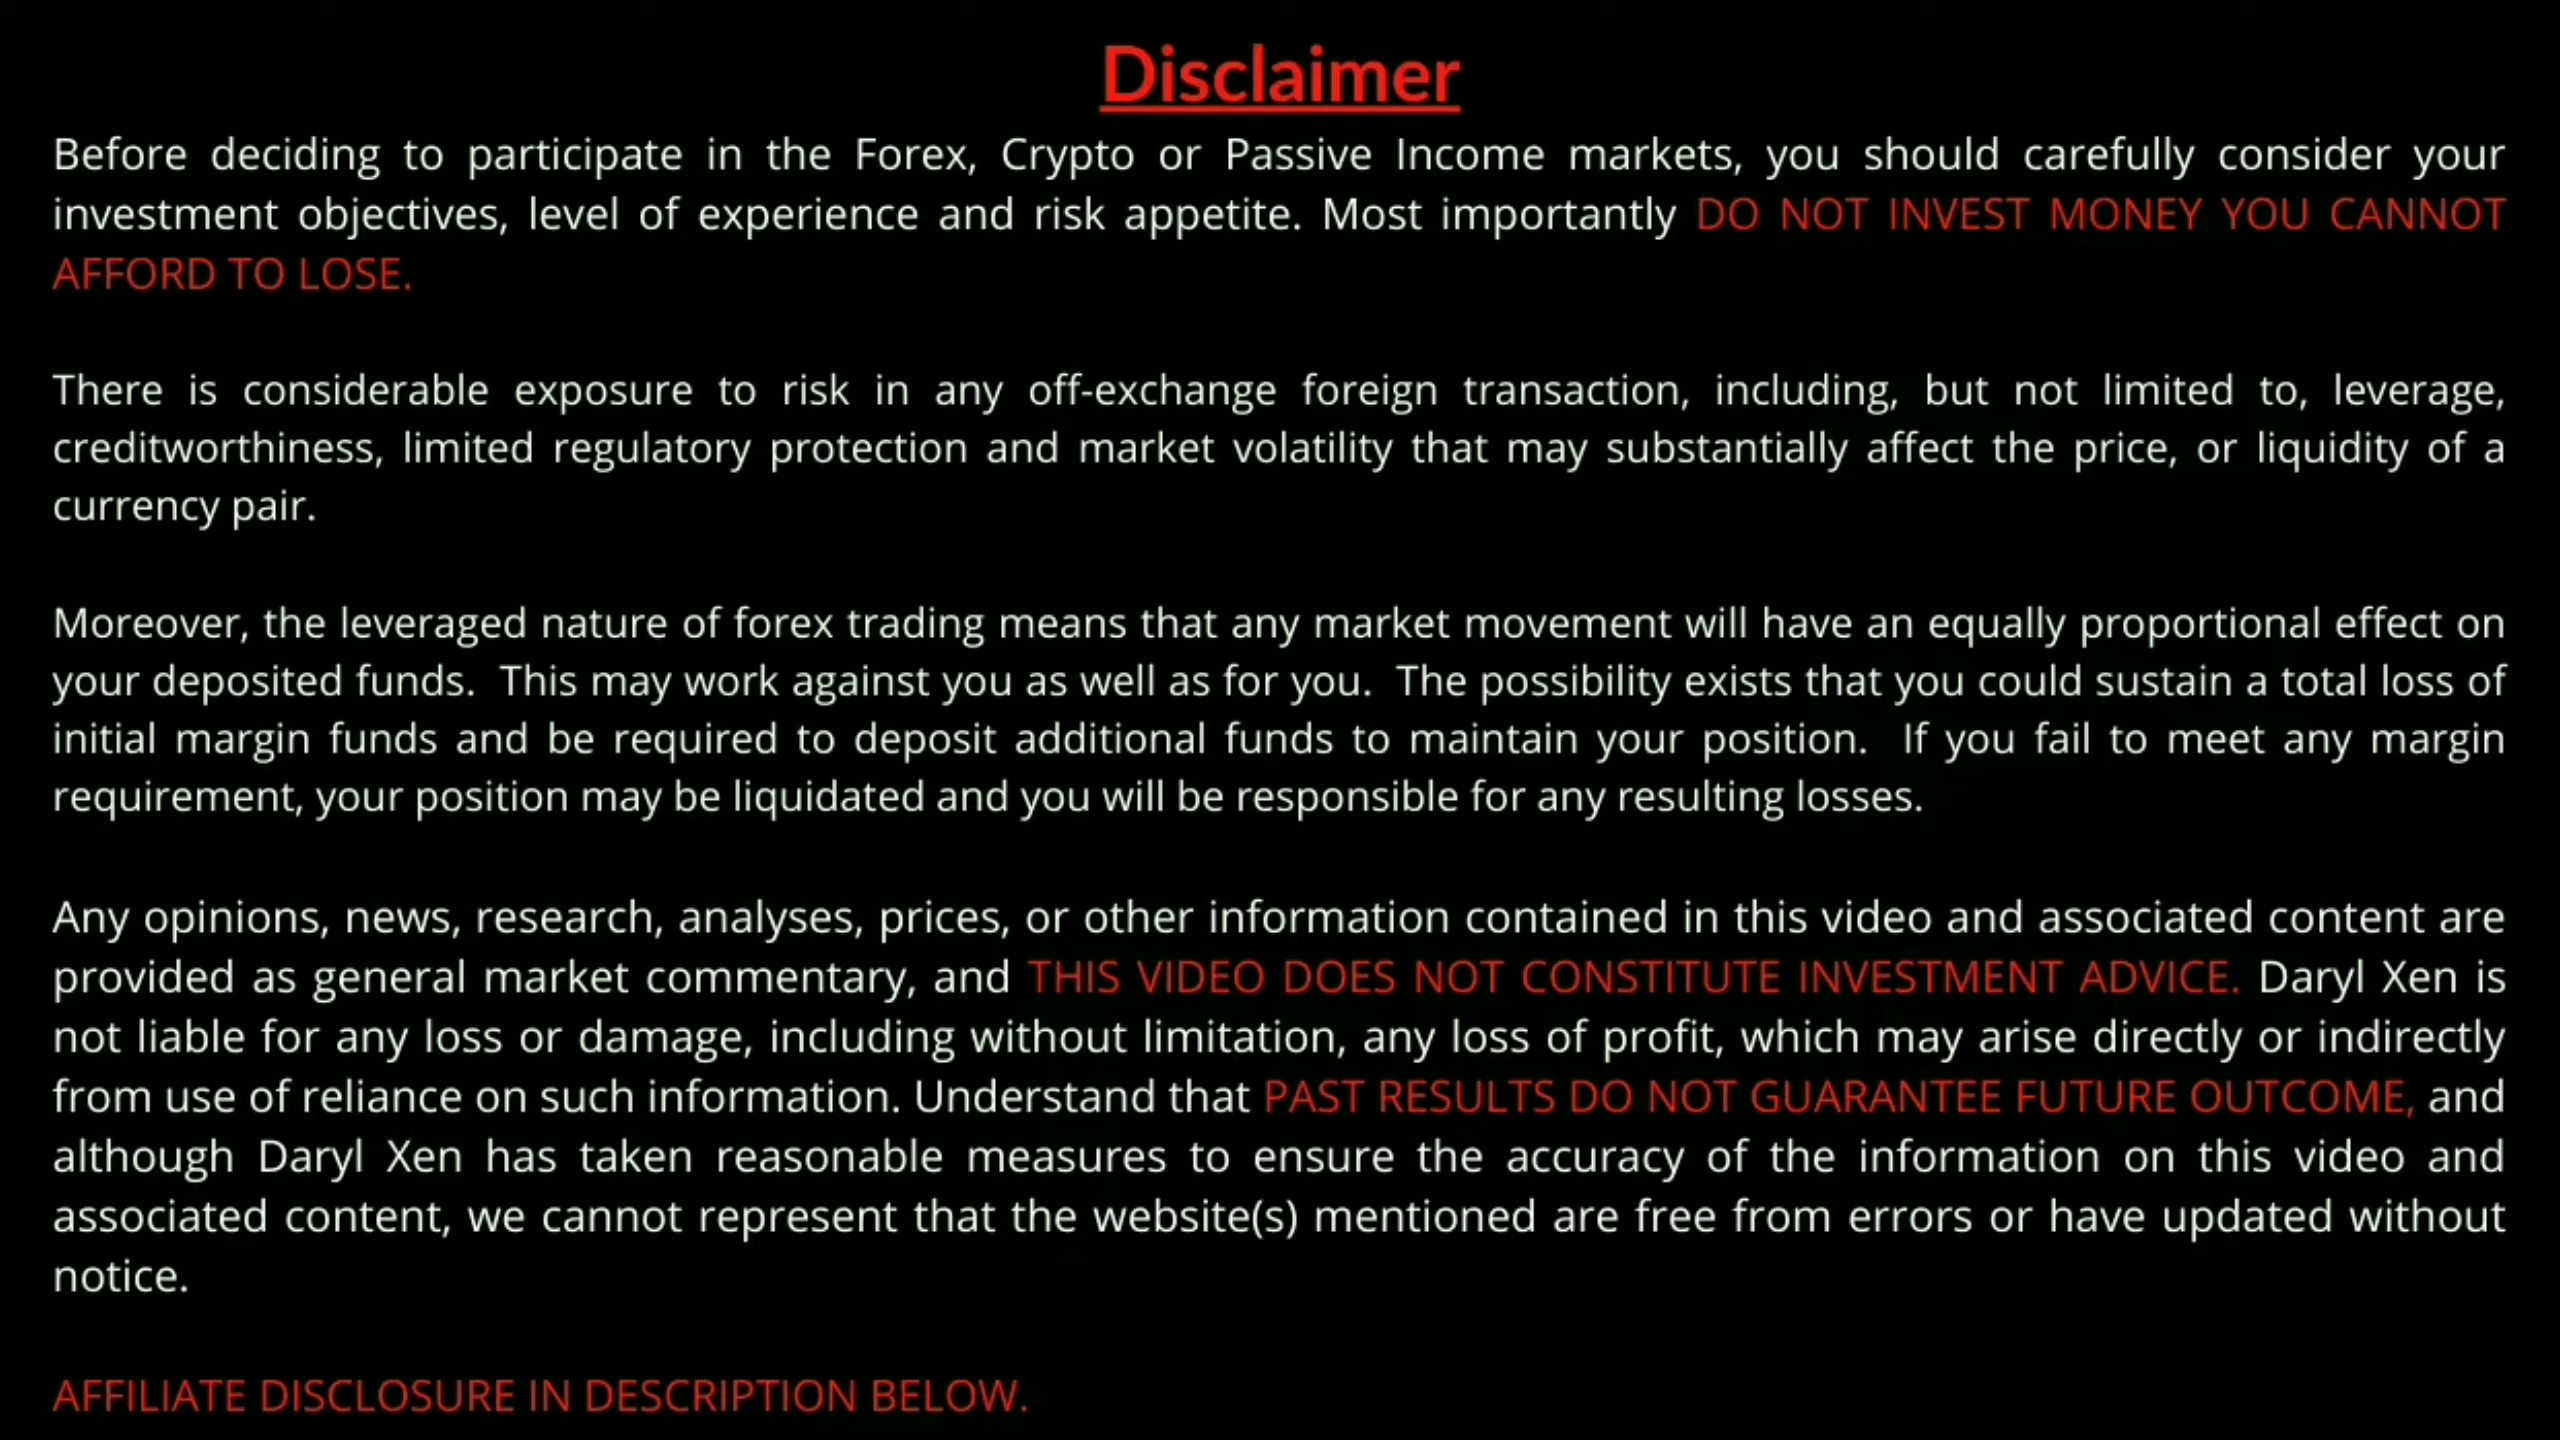 Disclaimer
Before deciding to participate in the Forex, Crypto or Passive Income markets, you should carefully consider your
investment objectives, level of experience and risk appetite. Most importantly DO NOT INVEST MONEY YOU CANNOT
AFFORD TO LOSE.
There is considerable exposure to risk in any off-exchange foreign transaction, including, but not limited to, leverage,
creditworthiness, limited regulatory protection and market volatility that may substantially affect the price, or liquidity of a
currency pair.
Moreover, the leveraged nature of forex trading means that any market movement will have an equally proportional effect on
your deposited funds.  This may work against you as well as for you.  The possibility exists that you could sustain a total loss of
initial margin funds and be required to deposit additional funds to maintain your position.  If you fail to meet any margin
requirement, your position may be liquidated and you will be responsible for any resulting losses.
Any opinions, news, research, analyses, prices, or other information contained in this video and associated content are
provided as general market commentary, and THIS VIDEO DOES NOT CONSTITUTE INVESTMENT ADVICE. Daryl Xen is
not liable for any loss or damage, including without limitation, any loss of profit, which may arise directly or indirectly
from use of reliance on such information. Understand that PAST RESULTS DO NOT GUARANTEE FUTURE OUTCOME, and
although Daryl Xen has taken reasonable measures to ensure the accuracy of the information on this video and
associated content, we cannot represent that the website(s) mentioned are free from errors or have updated without
notice.
AFFILIATE DISCLOSURE IN DESCRIPTION BELOW.